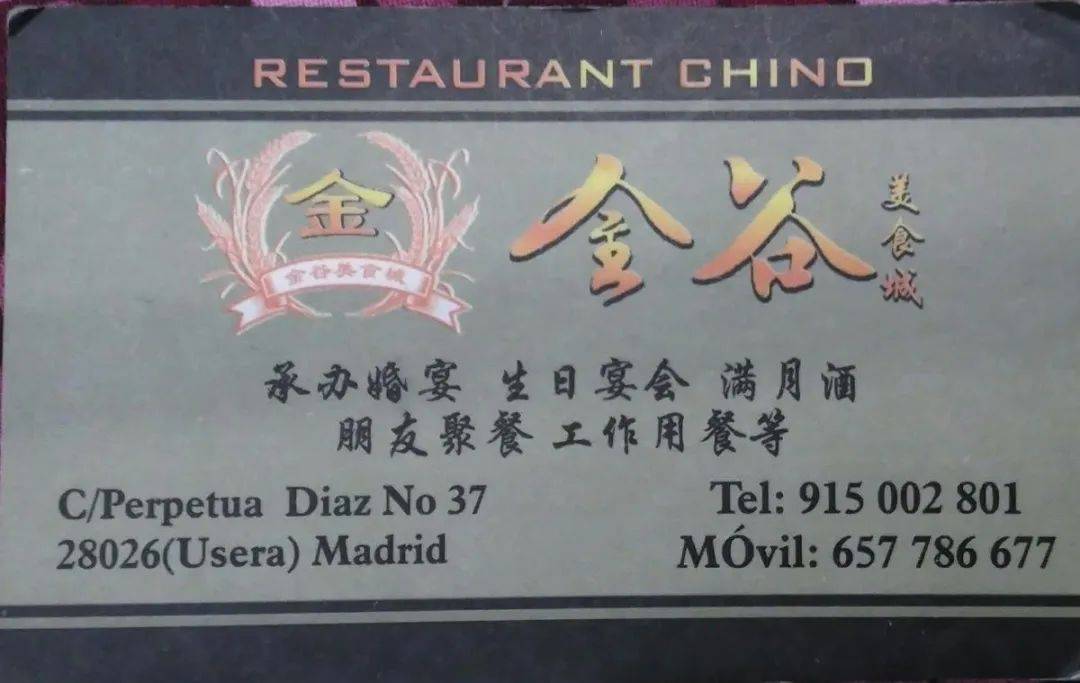 RESTAURANT CHINO
金
金谷美食城
金谷
美食城
承办婚宴 生日宴会 满月酒
朋友聚餐 工作用餐等
C/Perpetua Diaz No 37
28026(Usera) Madrid
Tel: 915 002 801
MÓvil: 657 786 677